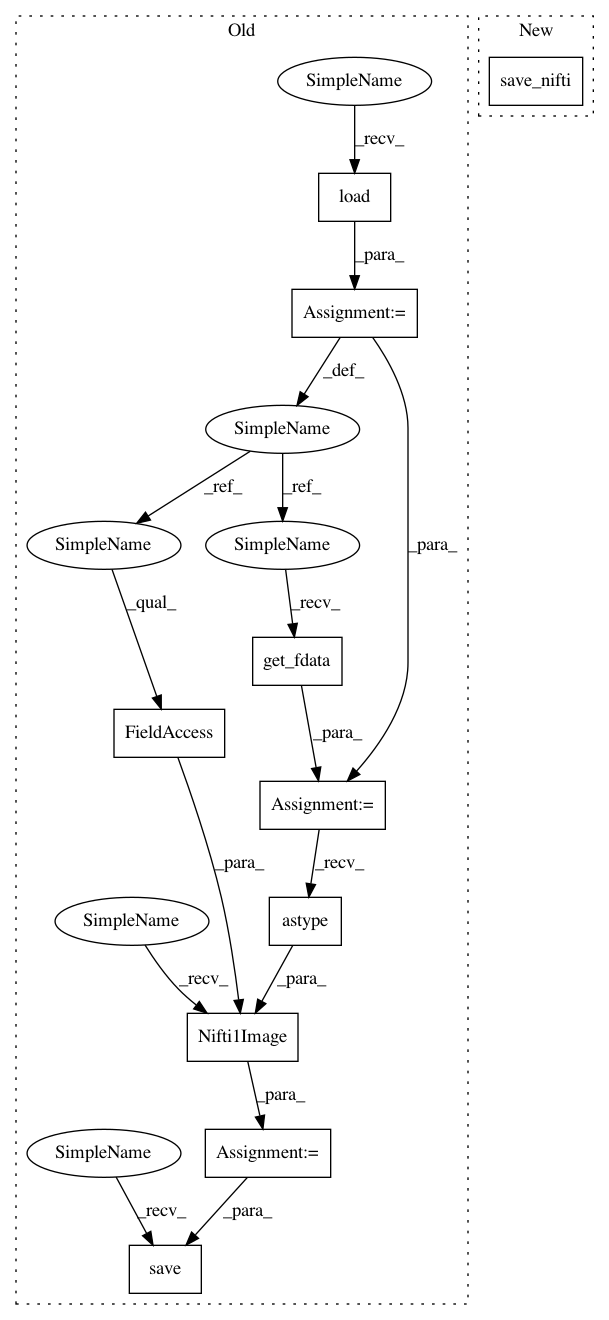 Old
New
SimpleName
save_nifti
_recv_
load
_para_
Assignment:=
_def_
SimpleName
_ref_
_ref_
SimpleName
SimpleName
_para_
_qual_
_recv_
get_fdata
FieldAccess
_para_
Assignment:=
_para_
_recv_
SimpleName
astype
_recv_
_para_
Nifti1Image
_para_
SimpleName
Assignment:=
_recv_
_para_
save